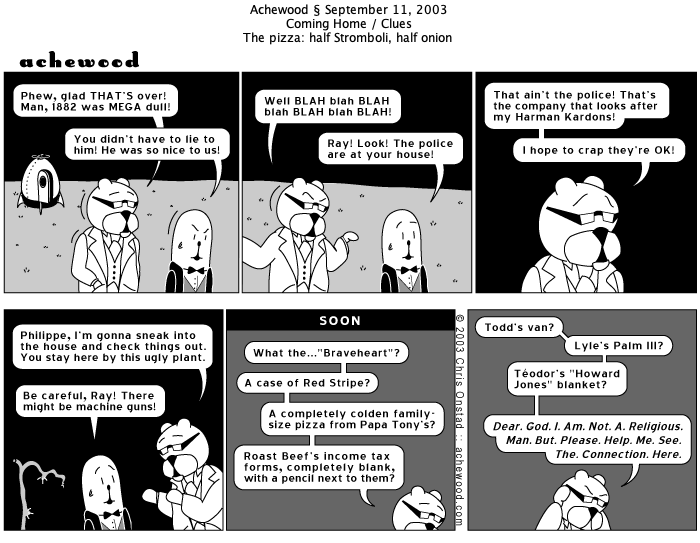 Achewood § September 11, 2003
Coming Home / Clues
The pizza: half Stromboli, half onion
achewood
Phew, glad THAT'S over!
Man, 1882 was MEGA dull!
You didn't have to lie to
him! He was so nice to us!
Well BLAH blah BLAH
blah BLAH blah BLAH!
Ray! Look! The police
are at your house!
That ain't the police! That's
the company that looks after
my Harman Kardons!
I hope to crap they're OK!
Philippe, I'm gonna sneak into
the house and check things out.
You stay here by this ugly plant.
Be careful, Ray! There
might be machine guns!
SOON
What the..."Braveheart"?
A case of Red Stripe?
A completely colden family-
size pizza from Papa Tony's?
Roast Beef's income tax
forms, completely blank,
with a pencil next to them?
© 2003 Chris Onstad :: achewood.com
Todd's van?
Lyle's Palm III?
Téodor's "Howard
Jones" blanket?
Dear. God. I. Am. Not. A. Religious.
Man. But. Please. Help. Me. See.
The. Connection. Here.